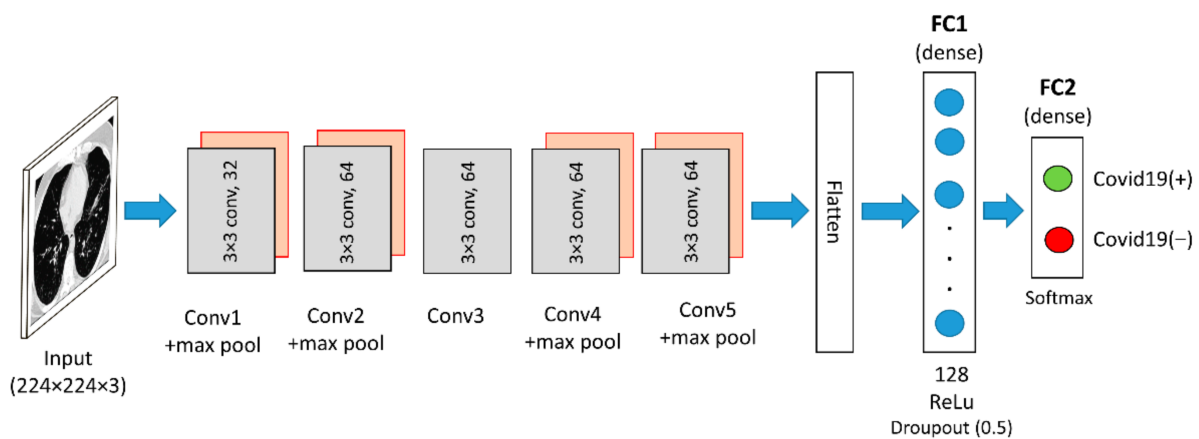 Input
(224×224×3)
3×3 conv, 32
Conv1
+max pool
3×3 conv, 64
Conv2
+max pool
3×3 conv, 64
Conv3
3×3 conv, 64
Conv4
+max pool
3×3 conv, 64
Conv5
+max pool
Flatten
FC1
(dense)
128
ReLu
Droupout (0.5)
FC2
(dense)
Covid19(+)
Covid19(−)
Softmax